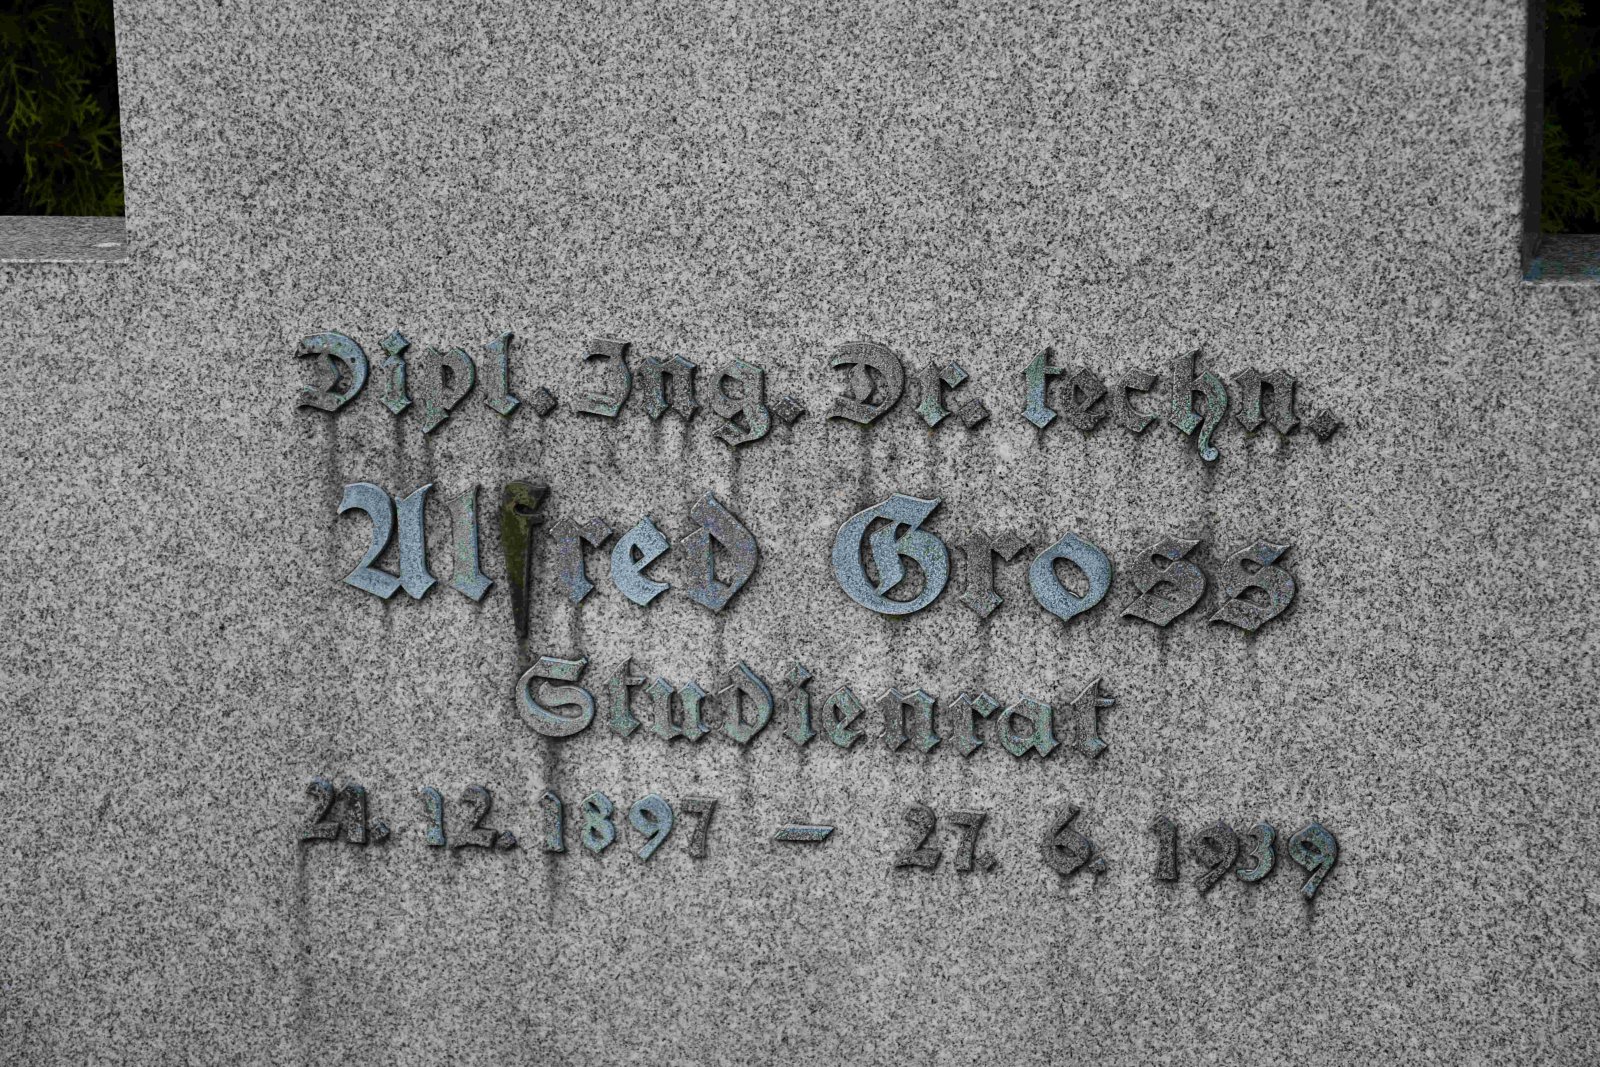 Dipl. Ing. Dr. techn.
Alfred Gross
Studienrat
21. 12. 1897 – 27. 6. 1939